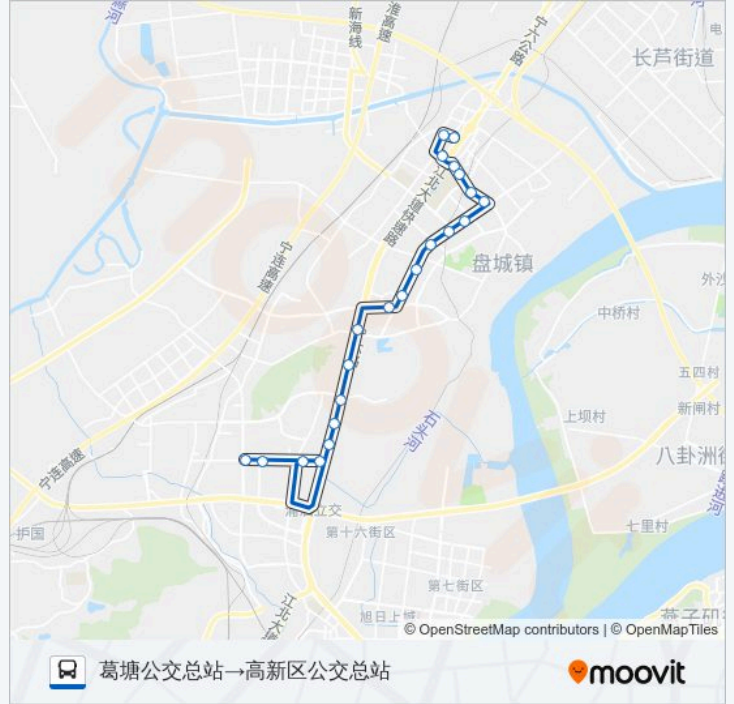 新海线
淮高速
宁六公路
电
长芦街道
江北大道快速路
宁连高速
盘城镇
外沙
中桥村
五四村
新闸村
上坝村
石头河
八卦洲街
宁连高速
护国
第十六街区
七里村
第七街区
旭日上城
江北大
© OpenStreetMap contributors | © OpenMapTiles
葛塘公交总站→高新区公交总站
moovit